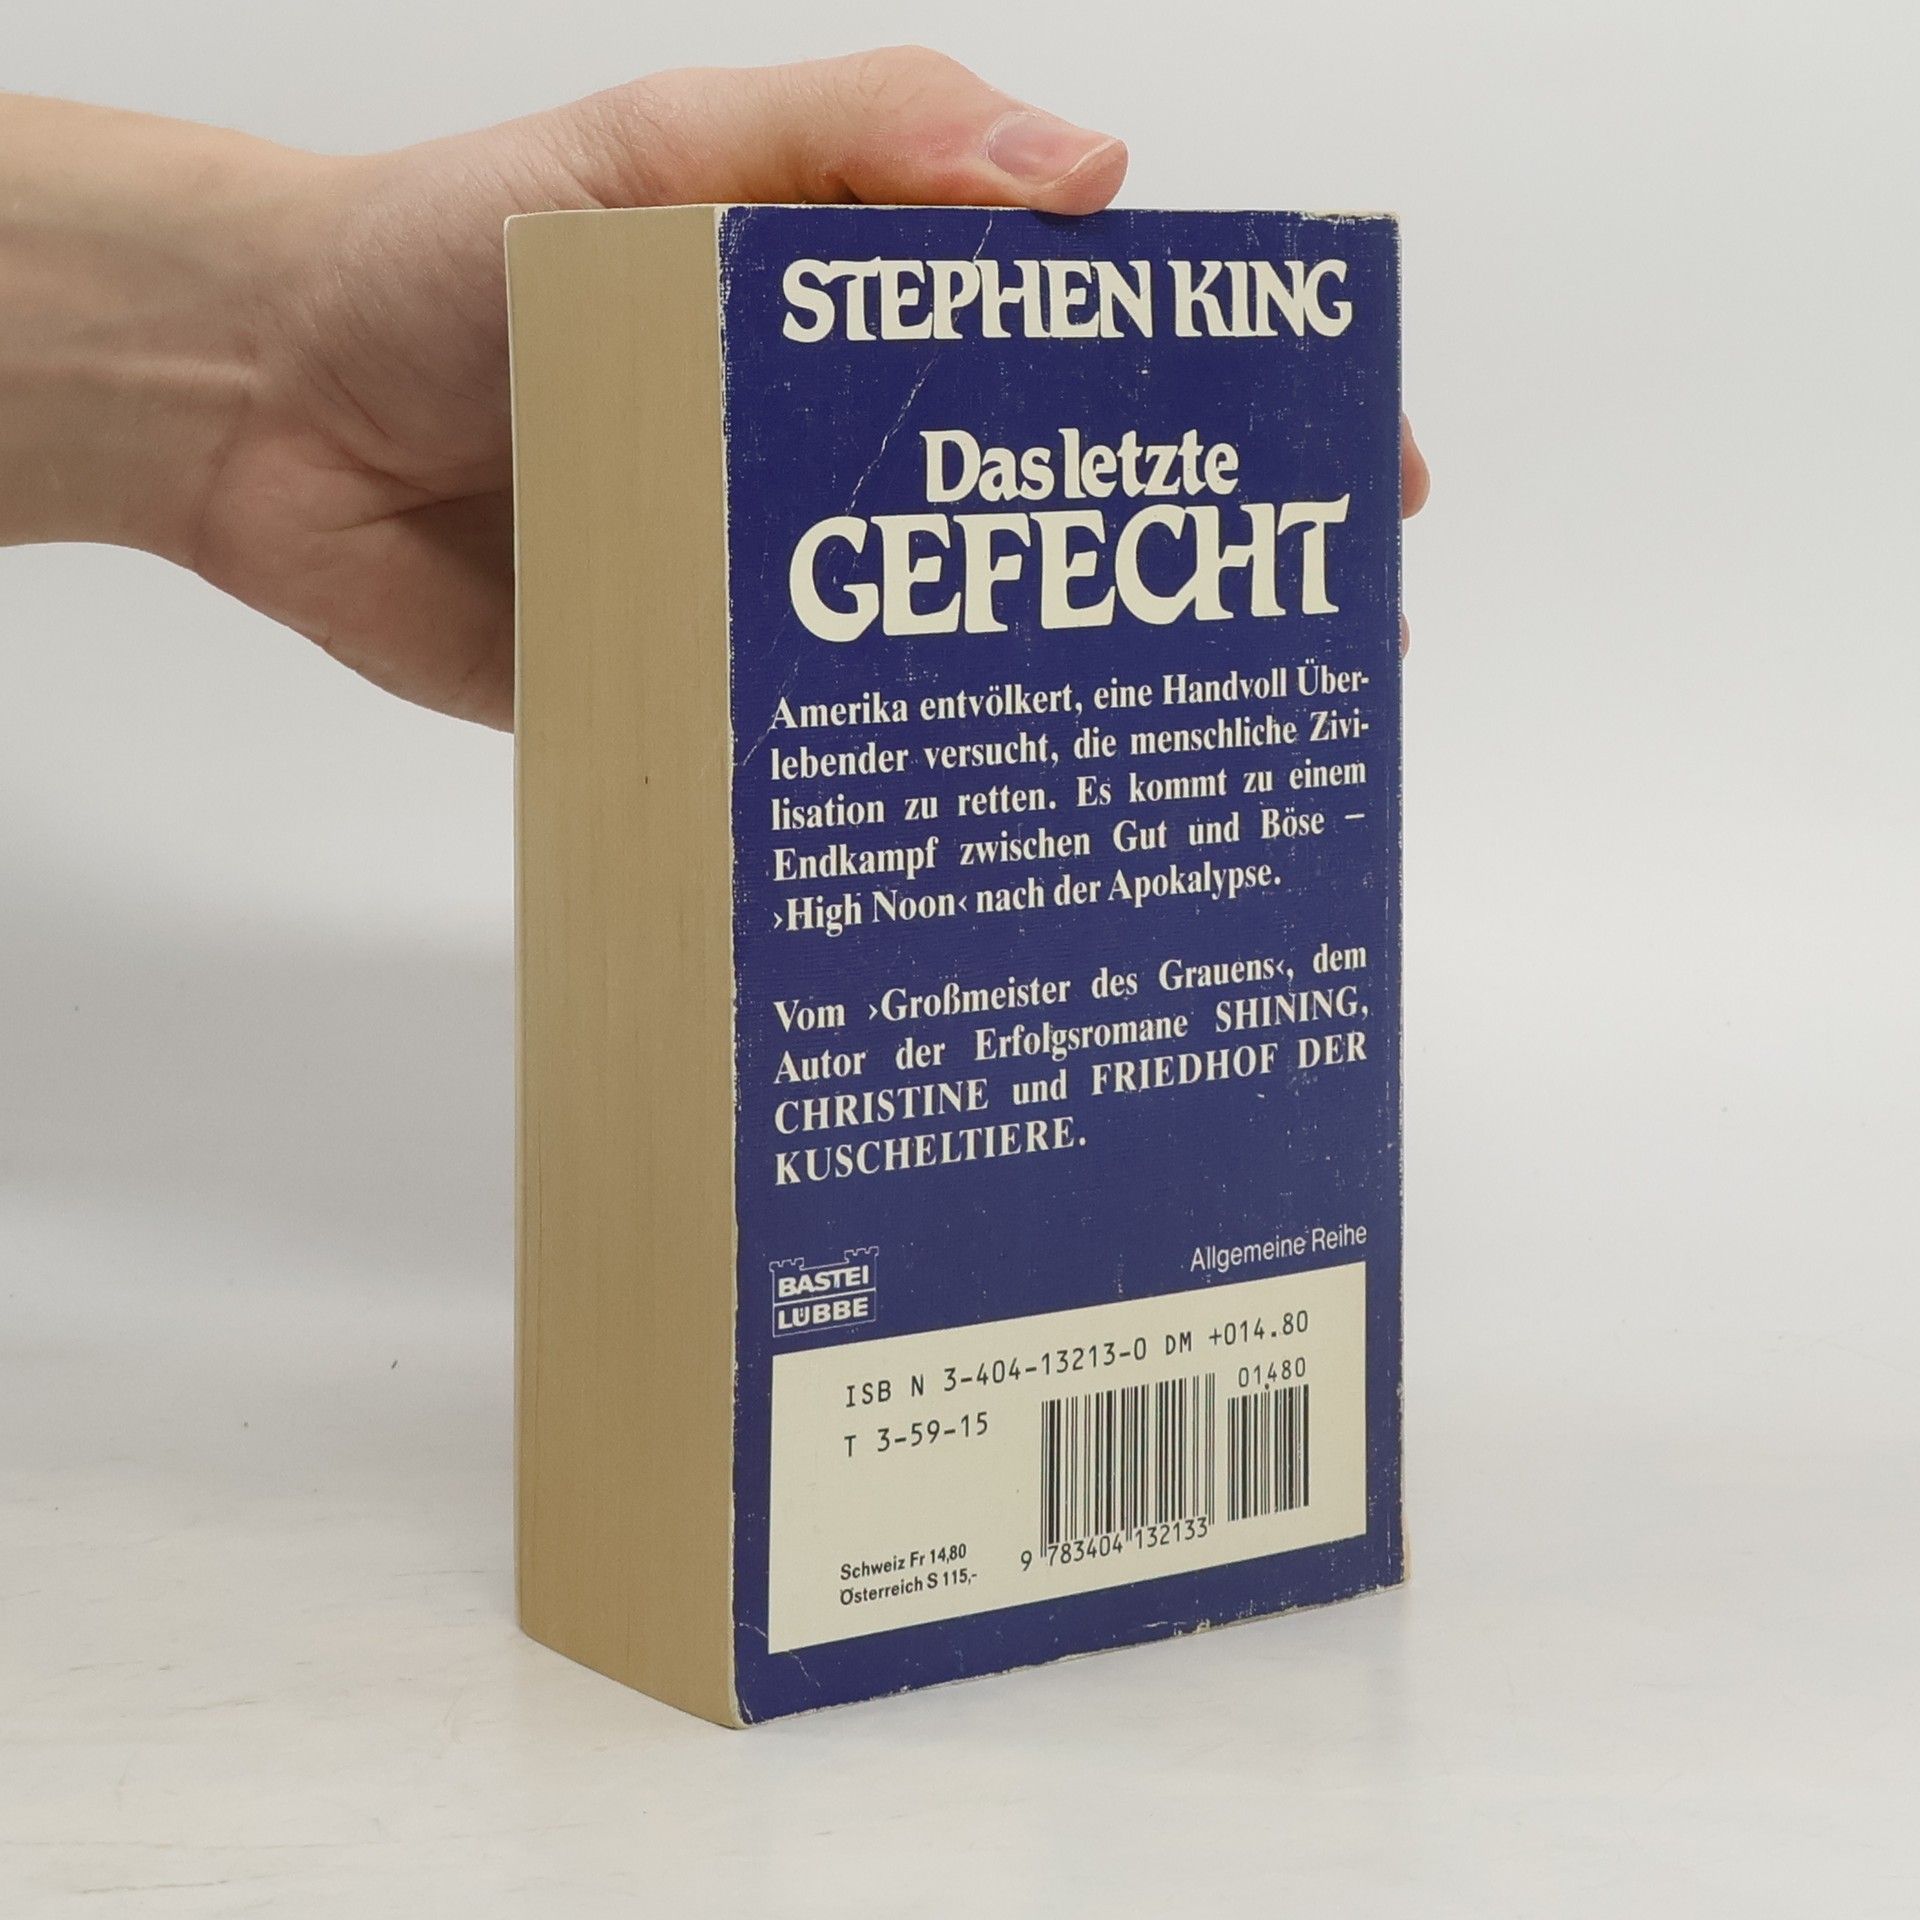 STEPHEN KING
Das letzte
GEFECHT
Amerika entvölkert, eine Handvoll Über-
lebender versucht, die menschliche Zivi-
lisation zu retten. Es kommt zu einem
Endkampf zwischen Gut und Böse –
›High Noon‹ nach der Apokalypse.
Vom ›Großmeister des Grauens‹, dem
Autor der Erfolgsromane SHINING,
CHRISTINE und FRIEDHOF DER
KUSCHELTIERE.
BASTEI
LÜBBE
Allgemeine Reihe
ISB N 3-404-13213-0 DM +014.80
T 3-59-15
01480
9 783404 132133
Schweiz Fr 14,80
Österreich S 115,-